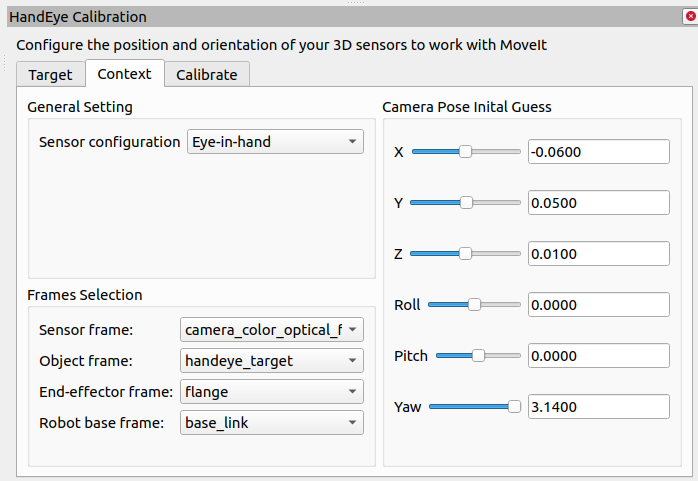 HandEye Calibration
Configure the position and orientation of your 3D sensors to work with MoveIt
Target Context Calibrate
General Setting
Sensor configuration Eye-in-hand
Frames Selection
Sensor frame: camera_color_optical_f
Object frame: handeye_target
End-effector frame: flange
Robot base frame: base_link
Camera Pose Inital Guess
X -0.0600
Y 0.0500
Z 0.0100
Roll 0.0000
Pitch 0.0000
Yaw 3.1400